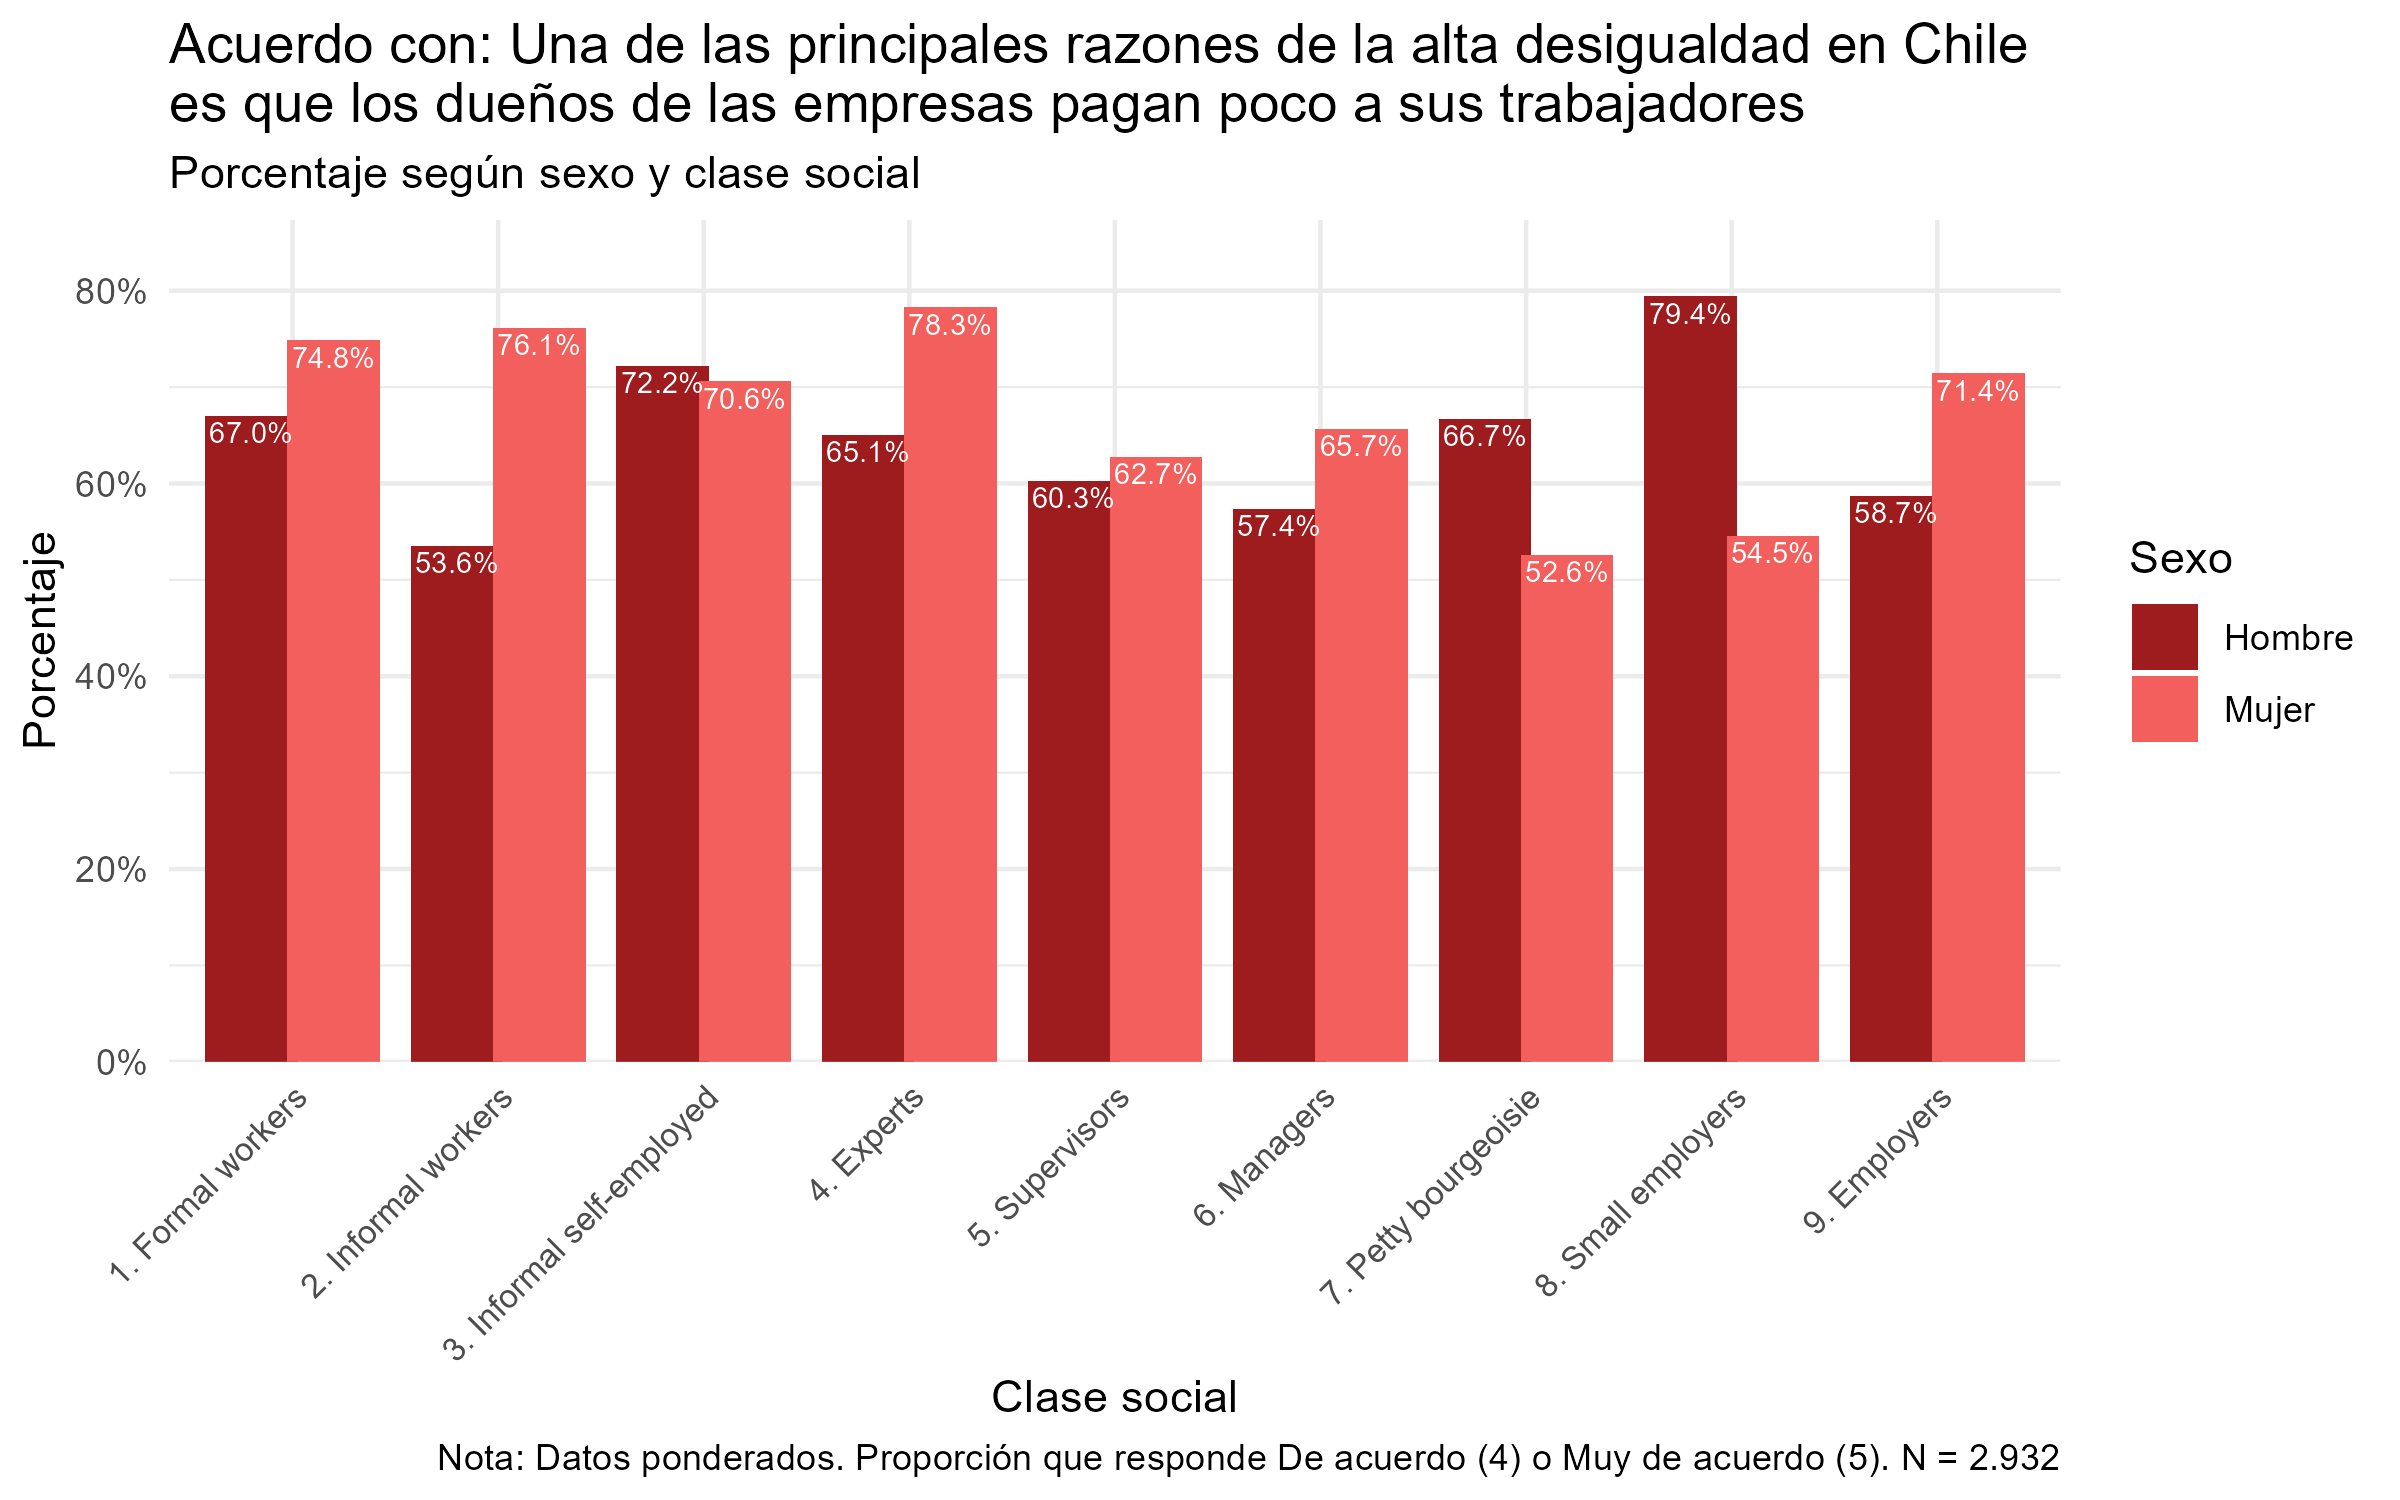 Acuerdo con: Una de las principales razones de la alta desigualdad en Chile
es que los dueños de las empresas pagan poco a sus trabajadores
Porcentaje según sexo y clase social
Porcentaje
80%
60%
40%
20%
0%
67.0%
74.8%
53.6%
76.1%
72.2%
70.6%
65.1%
78.3%
60.3%
62.7%
57.4%
65.7%
66.7%
52.6%
79.4%
54.5%
58.7%
71.4%
1. Formal workers
2. Informal workers
3. Informal self-employed
4. Experts
5. Supervisors
6. Managers
7. Petty bourgeoisie
8. Small employers
9. Employers
Clase social
Sexo
Hombre
Mujer
Nota: Datos ponderados. Proporción que responde De acuerdo (4) o Muy de acuerdo (5). N = 2.932